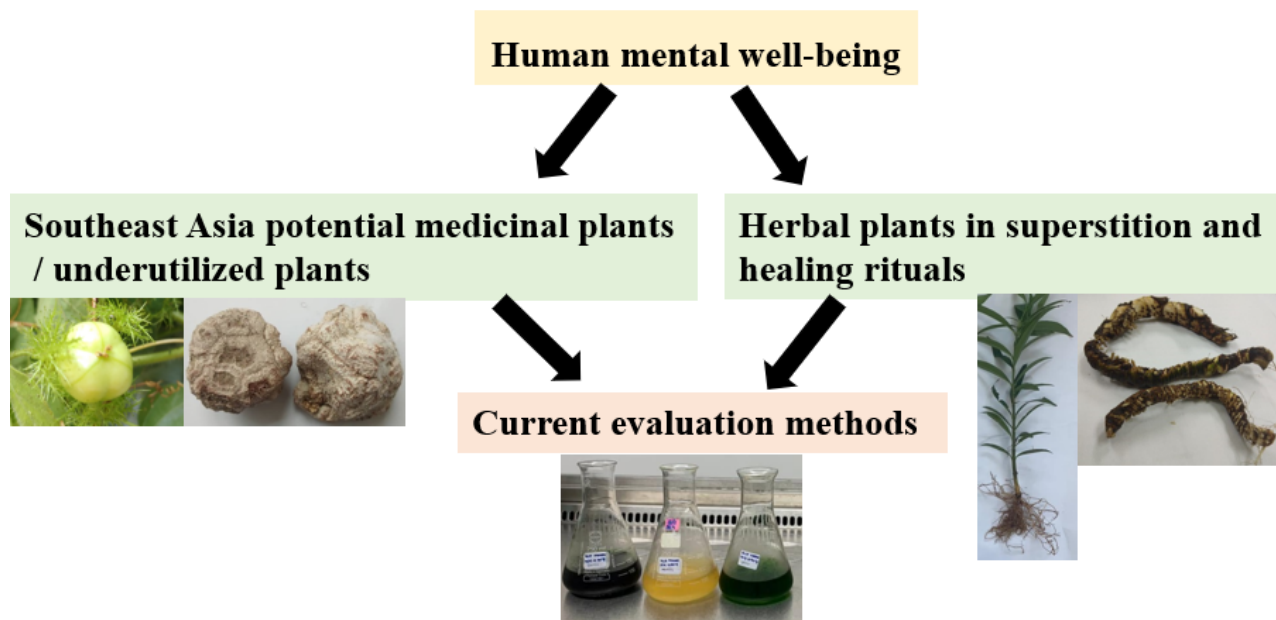 Human mental well-being
Southeast Asia potential medicinal plants
/ underutilized plants
Herbal plants in superstition and
healing rituals
Current evaluation methods